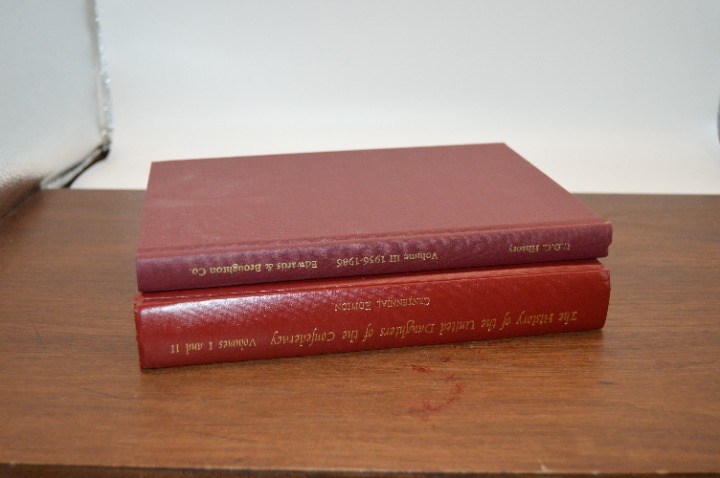 U.D.C. History Volume III 1956-1986 Edwards & Broughton Co.
The History of the United Daughters of the Confederacy Volumes I and II
CENTENNIAL EDITION